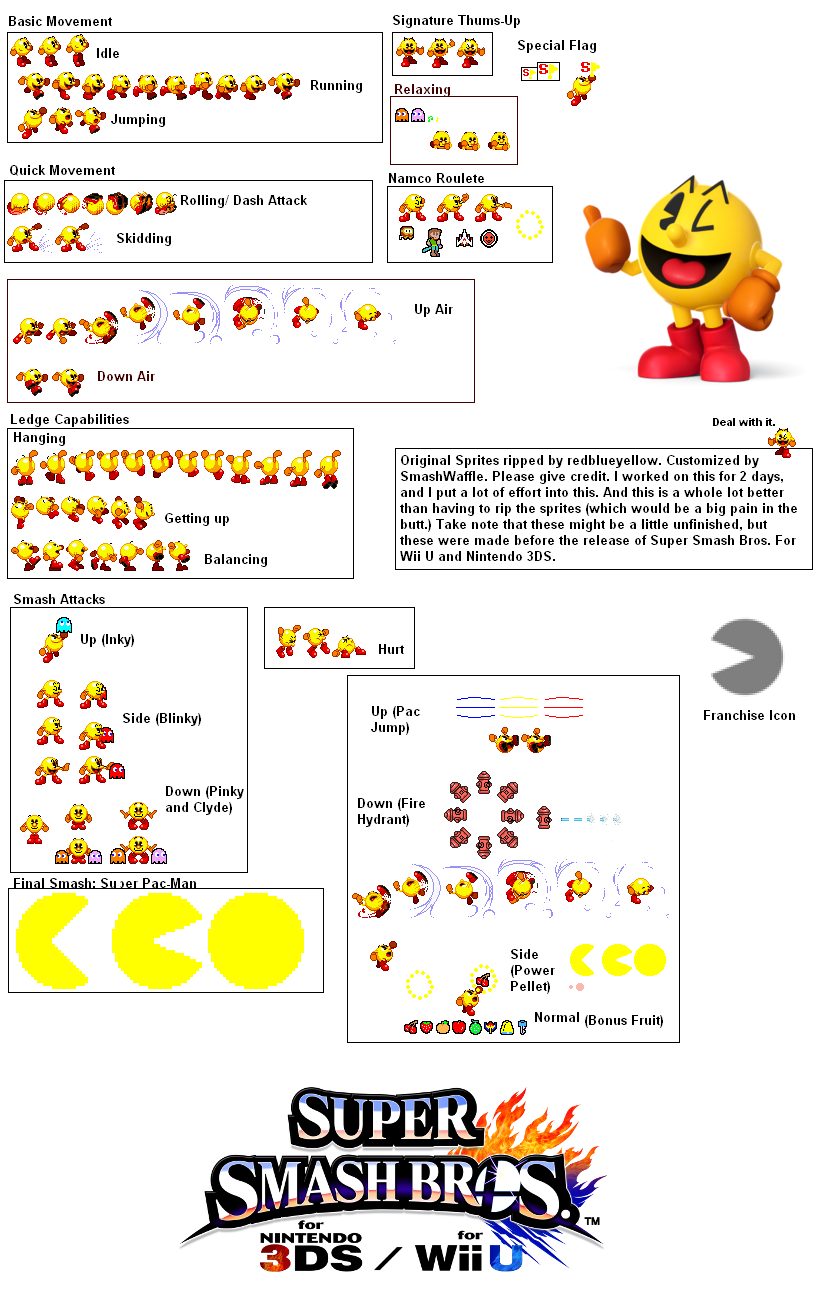 Basic Movement
Idle
Running
Jumping
Signature Thums-Up
Special Flag
S
S
S
Relaxing
Quick Movement
Rolling/ Dash Attack
Skidding
Namco Roulete
Up Air
Down Air
Ledge Capabilities
Hanging
Getting up
Balancing
Deal with it.
Original Sprites ripped by redblueyellow. Customized by
SmashWaffle. Please give credit. I worked on this for 2 days,
and I put a lot of effort into this. And this is a whole lot better
than having to rip the sprites (which would be a big pain in the
butt.) Take note that these might be a little unfinished, but
these were made before the release of Super Smash Bros. For
Wii U and Nintendo 3DS.
Smash Attacks
Up (Inky)
Side (Blinky)
Down (Pinky
and Clyde)
Hurt
Franchise Icon
Up (Pac
Jump)
Down (Fire
Hydrant)
Side
(Power
Pellet)
Normal (Bonus Fruit)
Final Smash: Super Pac-Man
SUPER
SMASH BROS.™
for
NINTENDO
3DS / for
Wii U